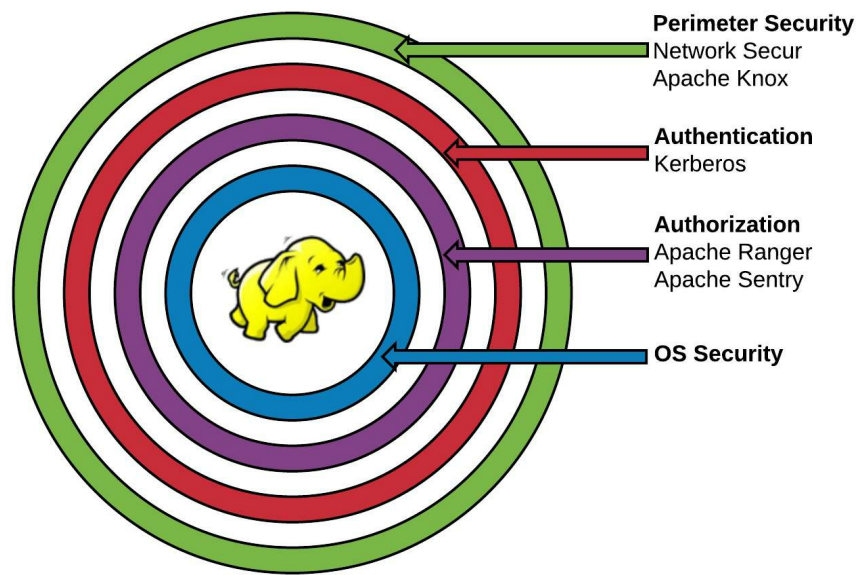 Perimeter Security
Network Secur
Apache Knox
Authentication
Kerberos
Authorization
Apache Ranger
Apache Sentry
OS Security